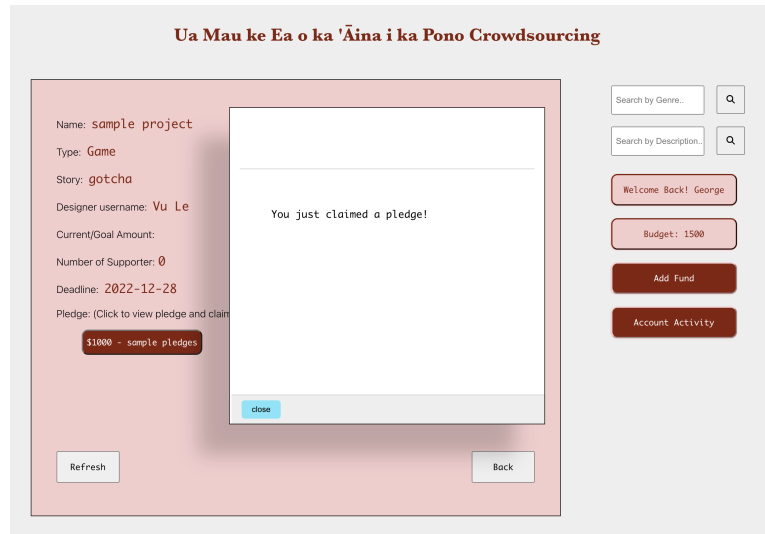 Ua Mau ke Ea o ka 'Āina i ka Pono Crowdsourcing
Name: sample project
Type: Game
Story: gotcha
Designer username: Vu Le
Current/Goal Amount:
Number of Supporter: 0
Deadline: 2022-12-28
Pledge: (Click to view pledge and claim
$1000 - sample pledges
Refresh
Back
You just claimed a pledge!
close
Search by Genre..
Search by Description..
Welcome Back! George
Budget: 1500
Add Fund
Account Activity